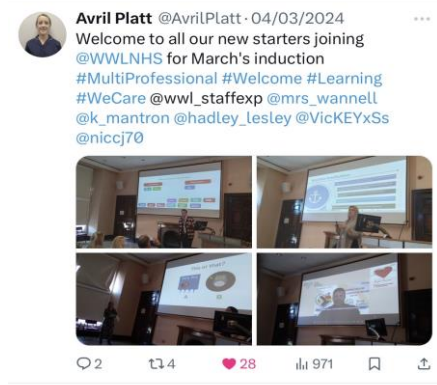 Avril Platt @AvrilPlatt · 04/03/2024
Welcome to all our new starters joining
@WWLNHS for March's induction
#MultiProfessional #Welcome #Learning
#WeCare @wwl_staffexp @mrs_wannell
@k_mantron @hadley_lesley @VicKEYxSs
@niccj70
2 4 28 971